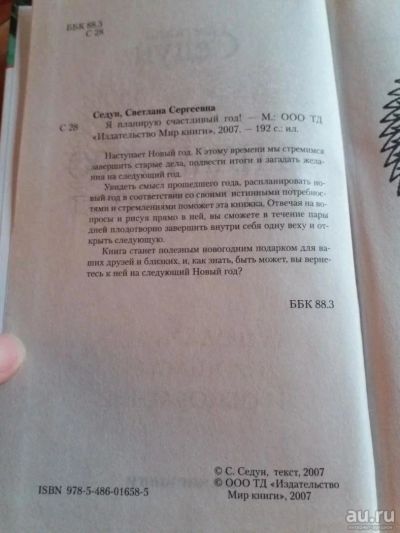 ББК 88.3
С 28
Седун, Светлана Сергеевна
С 28 Я планирую счастливый год! — М.: ООО ТД
«Издательство Мир книги», 2007. – 192 с.: ил.
Наступает Новый год. К этому времени мы стремимся
завершить старые дела, подвести итоги и загадать жела-
ния на следующий год.
Увидеть смысл прошедшего года, распланировать но-
вый год в соответствии со своими истинными потребнос-
тями и стремлениями поможет эта книжка. Отвечая на во-
просы и рисуя прямо в ней, вы сможете в течение пары
дней плодотворно завершить внутри себя одну веху и от-
крыть следующую.
Книга станет полезным новогодним подарком для ва-
ших друзей и близких, и, как знать, быть может, вы верне-
тесь к ней на следующий Новый год?
ББК 88.3
© С. Седун, текст, 2007
© ООО ТД «Издательство
Мир книги», 2007
ISBN 978-5-486-01658-5
au.ru